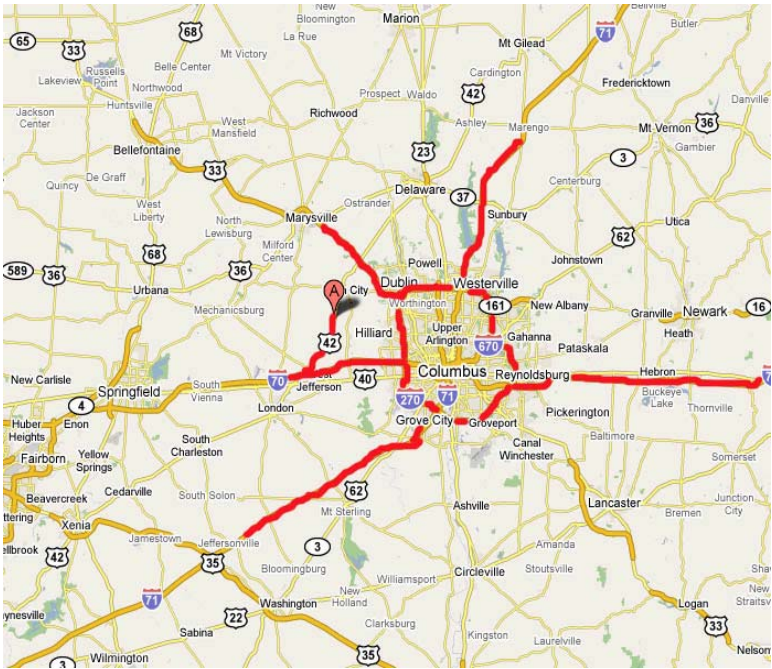 New Bloomington
Marion
68
65
33
Belle Center
Mt Victory
La Rue
71
Bellville
Butler
Mt Gilead
Lakeview
Russells Point
Northwood
Huntsville
Prospect
Waldo
42
Cardington
Fredericktown
Danville
Jackson Center
36
West Mansfield
Richwood
Ashley
Marengo
Mt Vernon
36
Gambier
Bellefontaine
33
23
3
De Graff
Quincy
West Liberty
Ostrander
Delaware
37
Centerburg
North Lewisburg
Marysville
Sunbury
Utica
68
Milford Center
62
Powell
Johnstown
589
36
36
Urbana
Dublin
Westerville
A
City
Worthington
161
New Albany
Mechanicsburg
Granville
Newark
16
Hilliard
Upper Arlington
Gahanna
Heath
42
670
Pataskala
New Carlisle
Springfield
South Vienna
70
Jefferson
40
Columbus
Reynoldsburg
Hebron
London
270
71
Buckeye Lake
Thornville
4
Huber Heights
Enon
Grove City
Groveport
Pickerington
Fairborn
Yellow Springs
South Charleston
Canal Winchester
Baltimore
Somerset
Beavercreek
Cedarville
South Solon
62
Mt Sterling
Ashville
Lancaster
Junction City
Bremen
New Lexington
Xenia
Jamestown
Jeffersonville
3
Amanda
42
35
Bloomingburg
Circleville
Stoutsville
71
New Holland
Williamsport
Washington
Logan
22
Clarksburg
33
Sabina
Kingston
Laurelville
3
Wilmington
35